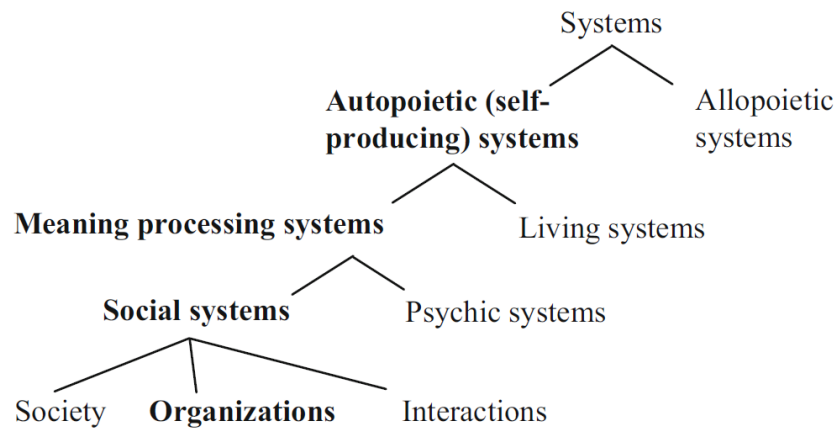 Systems
Autopoietic (self-
producing) systems
Allopoietic
systems
Meaning processing systems
Living systems
Social systems
Psychic systems
Society
Organizations
Interactions